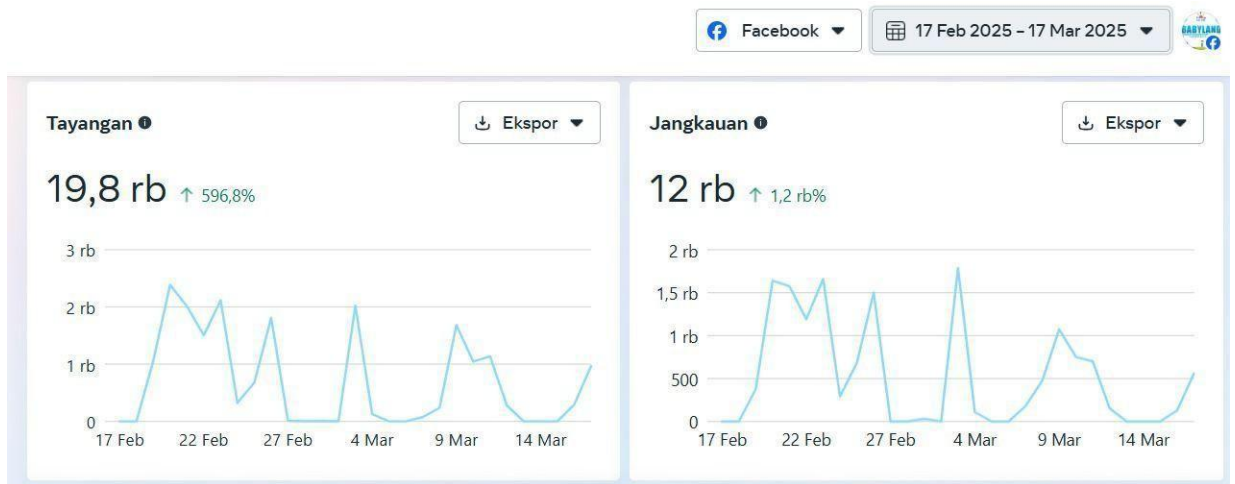 Facebook
17 Feb 2025 – 17 Mar 2025
BABYLAND
Tayangan
Ekspor
19,8 rb ↑ 596,8%
3 rb
2 rb
1 rb
0
17 Feb 22 Feb 27 Feb 4 Mar 9 Mar 14 Mar
Jangkauan
Ekspor
12 rb ↑ 1,2 rb%
2 rb
1,5 rb
1 rb
500
0
17 Feb 22 Feb 27 Feb 4 Mar 9 Mar 14 Mar